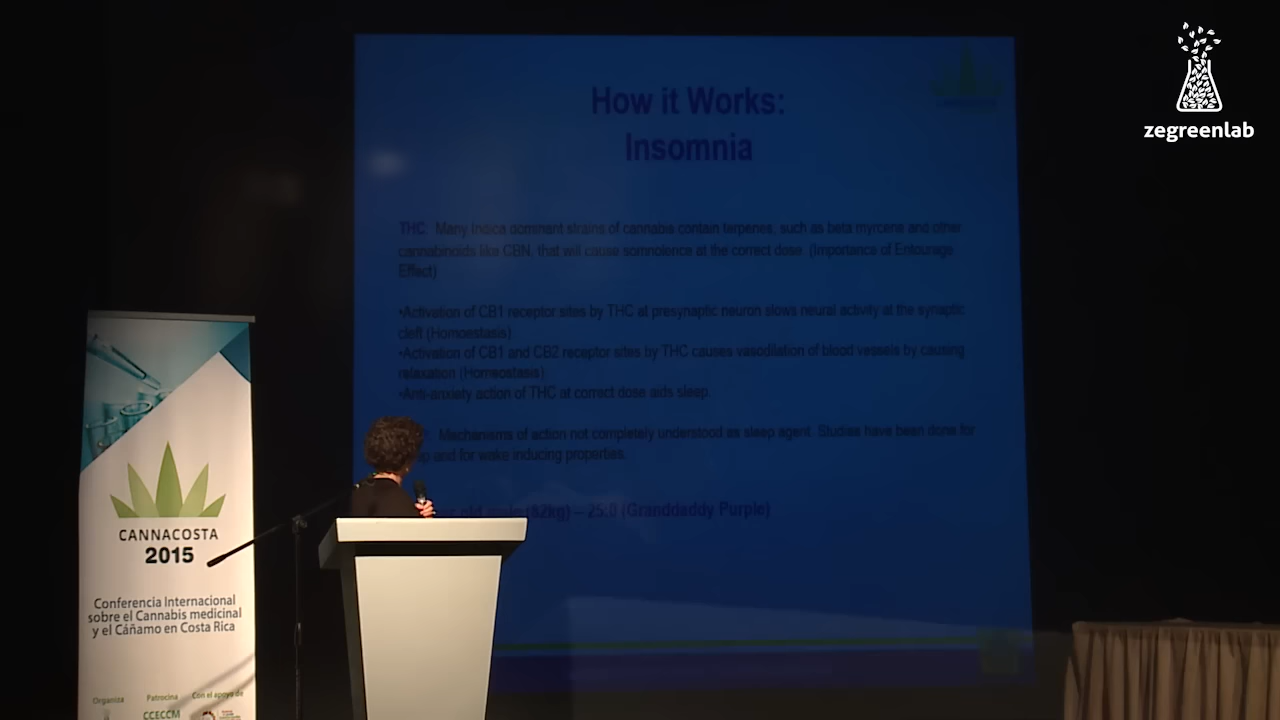 zegreenlab
How it Works:
Insomnia
THC: Many Indica dominant strains of cannabis contain terpenes, such as beta myrcene and other
cannabinoids like CBN, that will cause somnolence at the correct dose. (Importance of Entourage
Effect)
•Activation of CB1 receptor sites by THC at presynaptic neuron slows neural activity at the synaptic
cleft (Homeostasis)
•Activation of CB1 and CB2 receptor sites by THC causes vasodilation of blood vessels by causing
relaxation (Homeostasis)
•Anti-anxiety action of THC at correct dose aids sleep.
Mechanisms of action not completely understood as sleep agent. Studies have been done for
and for wake inducing properties.
old male (82kg) – 25:0 (Granddaddy Purple)
CANNACOSTA
2015
Conferencia Internacional
sobre el Cannabis medicinal
y el Cáñamo en Costa Rica
Organiza
Patrocina
Con el apoyo de
CCECCM